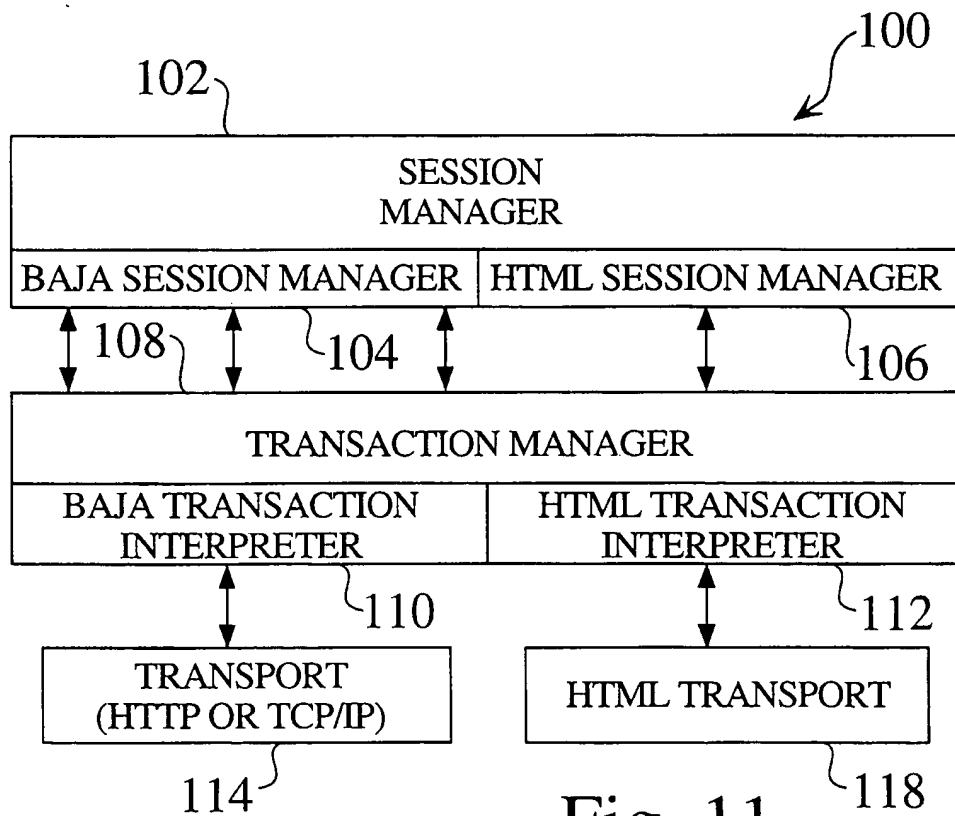 100
102
SESSION
MANAGER
BAJA SESSION MANAGER
HTML SESSION MANAGER
108
104
106
TRANSACTION MANAGER
BAJA TRANSACTION
INTERPRETER
HTML TRANSACTION
INTERPRETER
110
112
TRANSPORT
(HTTP OR TCP/IP)
HTML TRANSPORT
114
118
Fig. 11